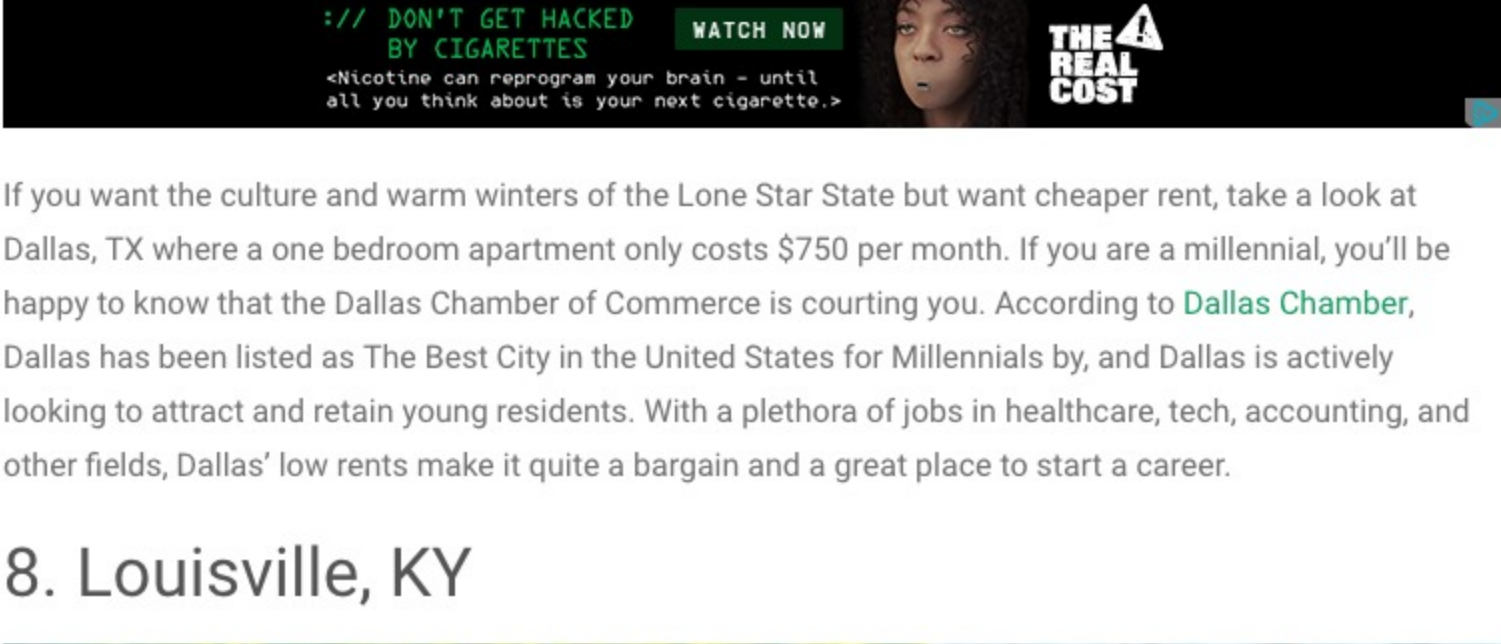 :// DON'T GET HACKED
BY CIGARETTES
<Nicotine can reprogram your brain – until
all you think about is your next cigarette.>
WATCH NOW
THE
REAL
COST
If you want the culture and warm winters of the Lone Star State but want cheaper rent, take a look at
Dallas, TX where a one bedroom apartment only costs $750 per month. If you are a millennial, you’ll be
happy to know that the Dallas Chamber of Commerce is courting you. According to Dallas Chamber,
Dallas has been listed as The Best City in the United States for Millennials by, and Dallas is actively
looking to attract and retain young residents. With a plethora of jobs in healthcare, tech, accounting, and
other fields, Dallas’ low rents make it quite a bargain and a great place to start a career.
8. Louisville, KY